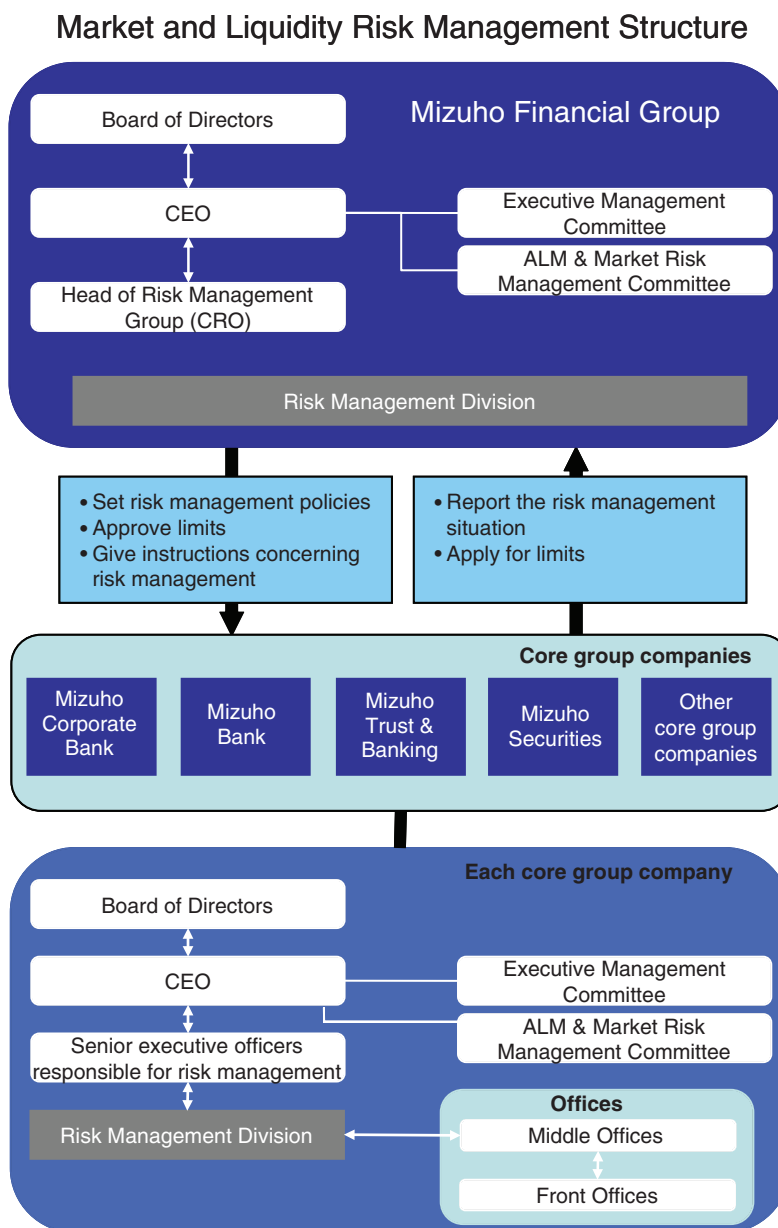 Market and Liquidity Risk Management Structure
Mizuho Financial Group
Board of Directors
CEO
Executive Management
Committee
ALM & Market Risk
Management Committee
Head of Risk Management
Group (CRO)
Risk Management Division
• Set risk management policies
• Approve limits
• Give instructions concerning
risk management
• Report the risk management
situation
• Apply for limits
Core group companies
Mizuho
Corporate
Bank
Mizuho
Bank
Mizuho
Trust &
Banking
Mizuho
Securities
Other
core group
companies
Each core group company
Board of Directors
CEO
Executive Management
Committee
ALM & Market Risk
Management Committee
Senior executive officers
responsible for risk management
Risk Management Division
Offices
Middle Offices
Front Offices